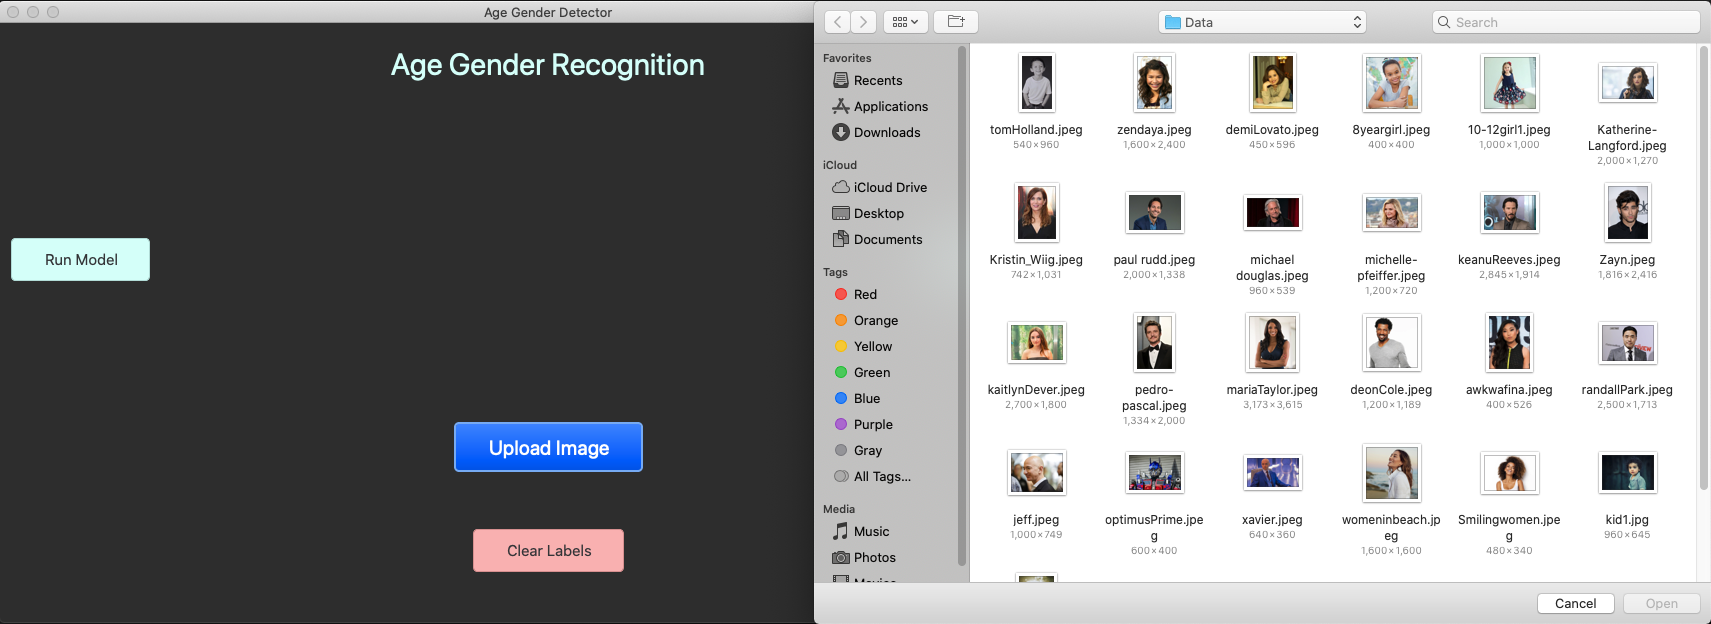 Age Gender Detector
Age Gender Recognition
Run Model
Upload Image
Clear Labels
Data
Search
Favorites
Recents
Applications
Downloads
iCloud
iCloud Drive
Desktop
Documents
Tags
Red
Orange
Yellow
Green
Blue
Purple
Gray
All Tags...
Media
Music
Photos
Movies
tomHolland.jpeg
540×960
zendaya.jpeg
1,600×2,400
demiLovato.jpeg
450×596
8yeargirl.jpeg
400×400
10-12girl1.jpeg
1,000×1,000
Katherine-
Langford.jpeg
2,000×1,270
Kristin_Wiig.jpeg
742×1,031
paul rudd.jpeg
2,000×1,338
michael
douglas.jpeg
960×539
michelle-
pfeiffer.jpeg
1,200×720
keanuReeves.jpeg
2,845×1,914
Zayn.jpeg
1,816×2,416
kaitlynDever.jpeg
2,700×1,800
pedro-
pascal.jpeg
1,334×2,000
mariaTaylor.jpeg
3,173×3,615
deonCole.jpeg
1,200×1,189
awkwafina.jpeg
400×526
randallPark.jpeg
2,500×1,713
jeff.jpeg
1,000×749
optimusPrime.jpe
g
600×400
xavier.jpeg
640×360
womeninbeach.jp
eg
1,600×1,600
Smilingwomen.jpe
g
480×340
kid1.jpg
960×645
Cancel
Open